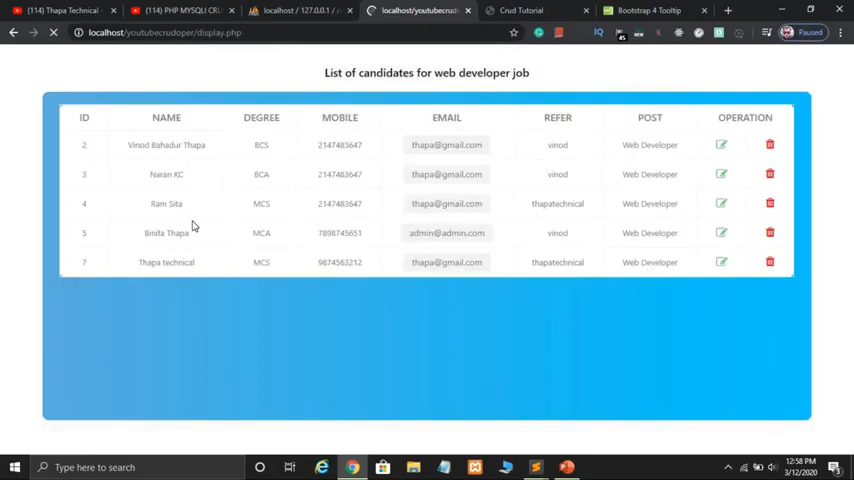 (114) Thapa Technical -
(114) PHP MYSQLI CRU
localhost / 127.0.0.1 / c
localhost/youtubecrudo
Crud Tutorial
Bootstrap 4 Tooltip
localhost/youtubecrudoper/display.php
IQ
45
NEW
Paused
List of candidates for web developer job
ID NAME DEGREE MOBILE EMAIL REFER POST OPERATION
2 Vinod Bahadur Thapa BCS 2147483647 thapa@gmail.com vinod Web Developer
3 Naran KC BCA 2147483647 thapa@gmail.com vinod Web Developer
4 Ram Sita MCS 2147483647 thapa@gmail.com thapatechnical Web Developer
5 Binita Thapa MCA 7898745651 admin@admin.com vinod Web Developer
7 Thapa technical MCS 9874563212 thapa@gmail.com thapatechnical Web Developer
Type here to search
12:58 PM
3/12/2020